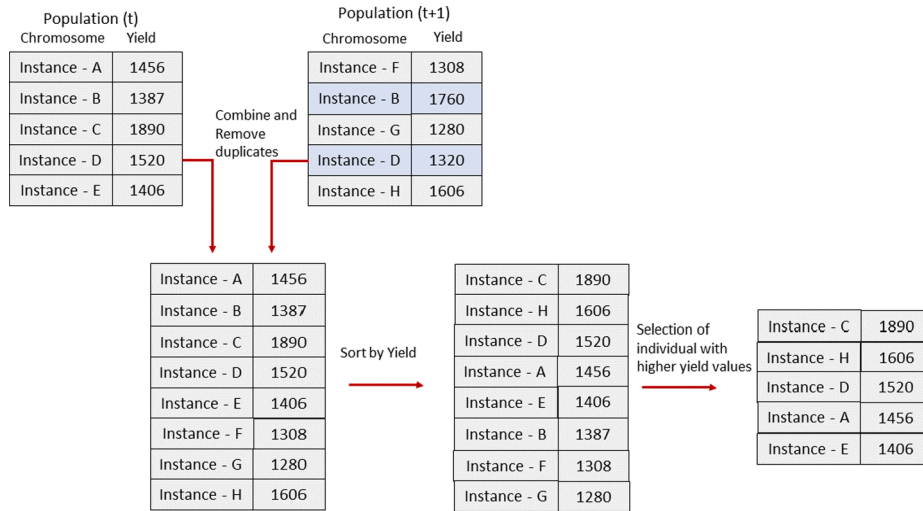 Population (t)
Chromosome Yield
Instance - A 1456
Instance - B 1387
Instance - C 1890
Instance - D 1520
Instance - E 1406
Population (t+1)
Chromosome Yield
Instance - F 1308
Instance - B 1760
Instance - G 1280
Instance - D 1320
Instance - H 1606
Combine and
Remove
duplicates
Instance - A 1456
Instance - B 1387
Instance - C 1890
Instance - D 1520
Instance - E 1406
Instance - F 1308
Instance - G 1280
Instance - H 1606
Sort by Yield
Instance - C 1890
Instance - H 1606
Instance - D 1520
Instance - A 1456
Instance - E 1406
Instance - B 1387
Instance - F 1308
Instance - G 1280
Selection of
individual with
higher yield values
Instance - C 1890
Instance - H 1606
Instance - D 1520
Instance - A 1456
Instance - E 1406